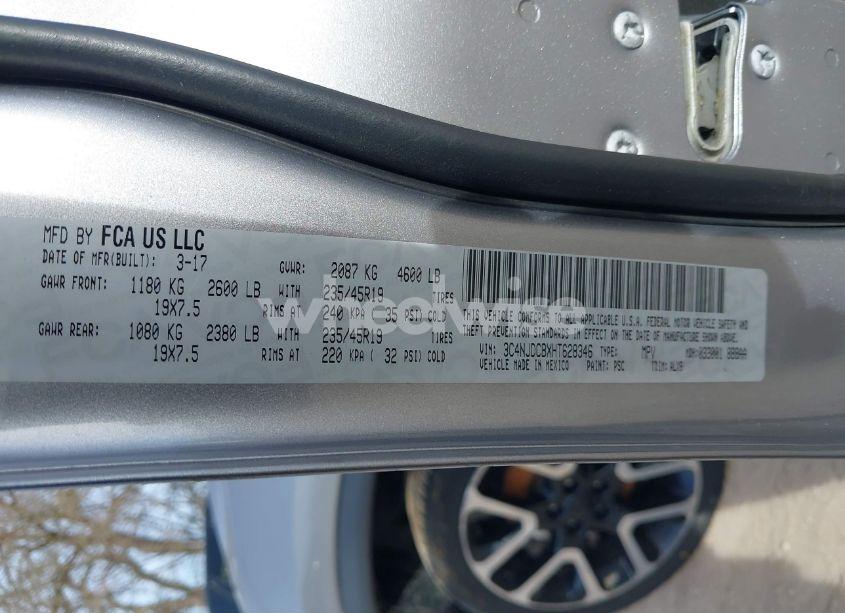 MFD BY FCA US LLC
DATE OF MFR(BUILT): 3-17 GVWR: 2087 KG 4600 LB
GAWR FRONT: 1180 KG 2600 LB WITH 235/45R19 TIRES
19X7.5 RIMS AT 240 KPA ( 35 PSI) COLD
GAWR REAR: 1080 KG 2380 LB WITH 235/45R19 TIRES
19X7.5 RIMS AT 220 KPA ( 32 PSI) COLD
THIS VEHICLE CONFORMS TO ALL APPLICABLE U.S.A. FEDERAL MOTOR VEHICLE SAFETY AND
THEFT PREVENTION STANDARDS IN EFFECT ON THE DATE OF MANUFACTURE SHOWN ABOVE.
VIN: 3C4NJDCBXHT628346 TYPE: MPV MDH:
VEHICLE MADE IN MEXICO PAINT: PSC TRIM: